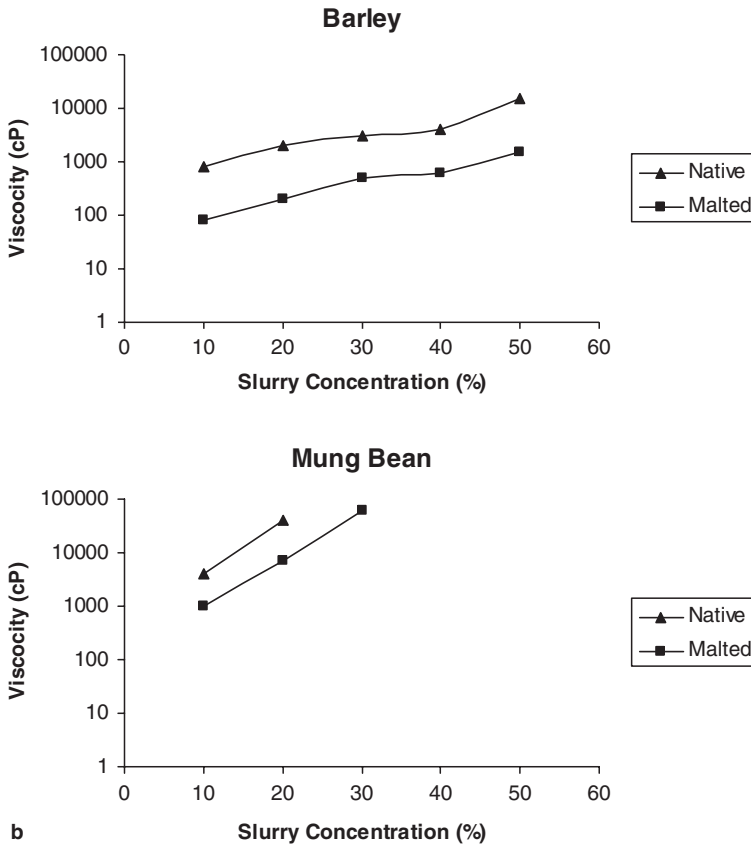 Barley
100000
10000
1000
100
10
1
Viscocity (cP)
0 10 20 30 40 50 60
Slurry Concentration (%)
Native
Malted
Mung Bean
100000
10000
1000
100
10
1
Viscocity (cP)
0 10 20 30 40 50 60
Slurry Concentration (%)
Native
Malted
b